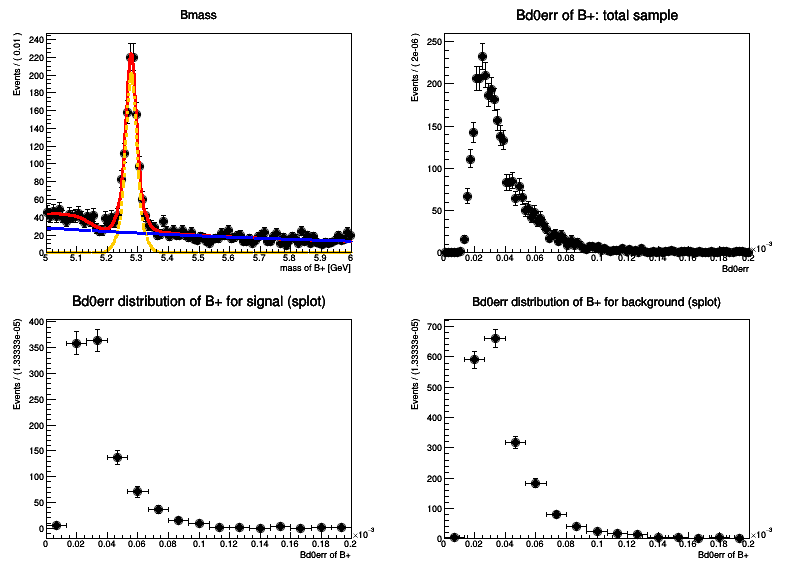 Bmass
Events / ( 0.01 )
240
220
200
180
160
140
120
100
80
60
40
20
0
5 5.1 5.2 5.3 5.4 5.5 5.6 5.7 5.8 5.9 6
mass of B+ [GeV]
Bd0err of B+: total sample
Events / ( 2e-06 )
250
200
150
100
50
0
0 0.02 0.04 0.06 0.08 0.1 0.12 0.14 0.16 0.18 0.2
×10⁻³
Bd0err
Bd0err distribution of B+ for signal (splot)
Events / (1.33333e-05)
400
350
300
250
200
150
100
50
0
0 0.02 0.04 0.06 0.08 0.1 0.12 0.14 0.16 0.18 0.2
×10⁻³
Bd0err of B+
Bd0err distribution of B+ for background (splot)
Events / (1.33333e-05)
700
600
500
400
300
200
100
0
0 0.02 0.04 0.06 0.08 0.1 0.12 0.14 0.16 0.18 0.2
×10⁻³
Bd0err of B+